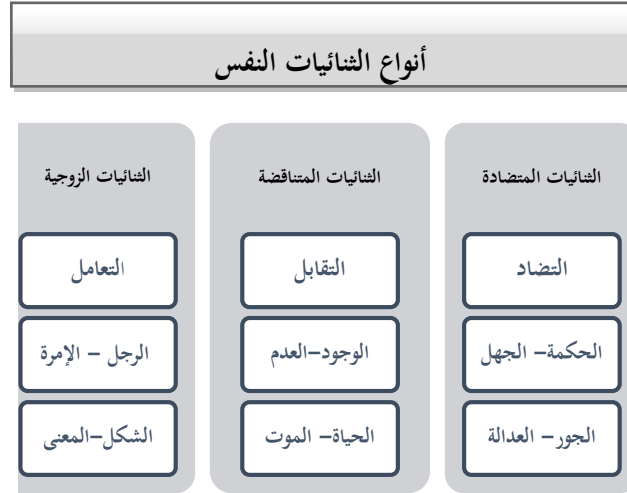 أنواع الثنائيات النفس
الثنائيات المتضادة
التضاد
الحكمة– الجهل
الجور– العدالة
الثنائيات المتناقضة
التقابل
الوجود–العدم
الحياة– الموت
الثنائيات الزوجية
التعامل
الرجل – الإمرة
الشكل–المعنى